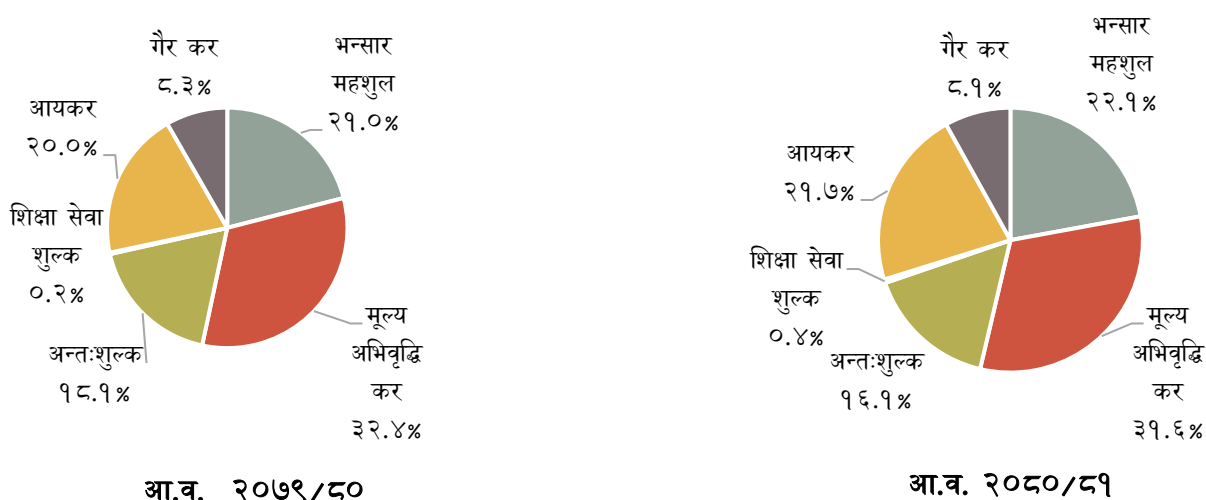 गैर कर
८.३%
भन्सार
महशुल
२१.०%
आयकर
२०.०%
शिक्षा सेवा
शुल्क
०.२%
अन्तःशुल्क
१८.१%
मूल्य
अभिवृद्धि
कर
३२.४%
आ.व. २०७९/८०
गैर कर
८.१%
भन्सार
महशुल
२२.१%
आयकर
२१.७%
शिक्षा सेवा
शुल्क
०.४%
अन्तःशुल्क
१६.१%
मूल्य
अभिवृद्धि
कर
३१.६%
आ.व. २०८०/८१